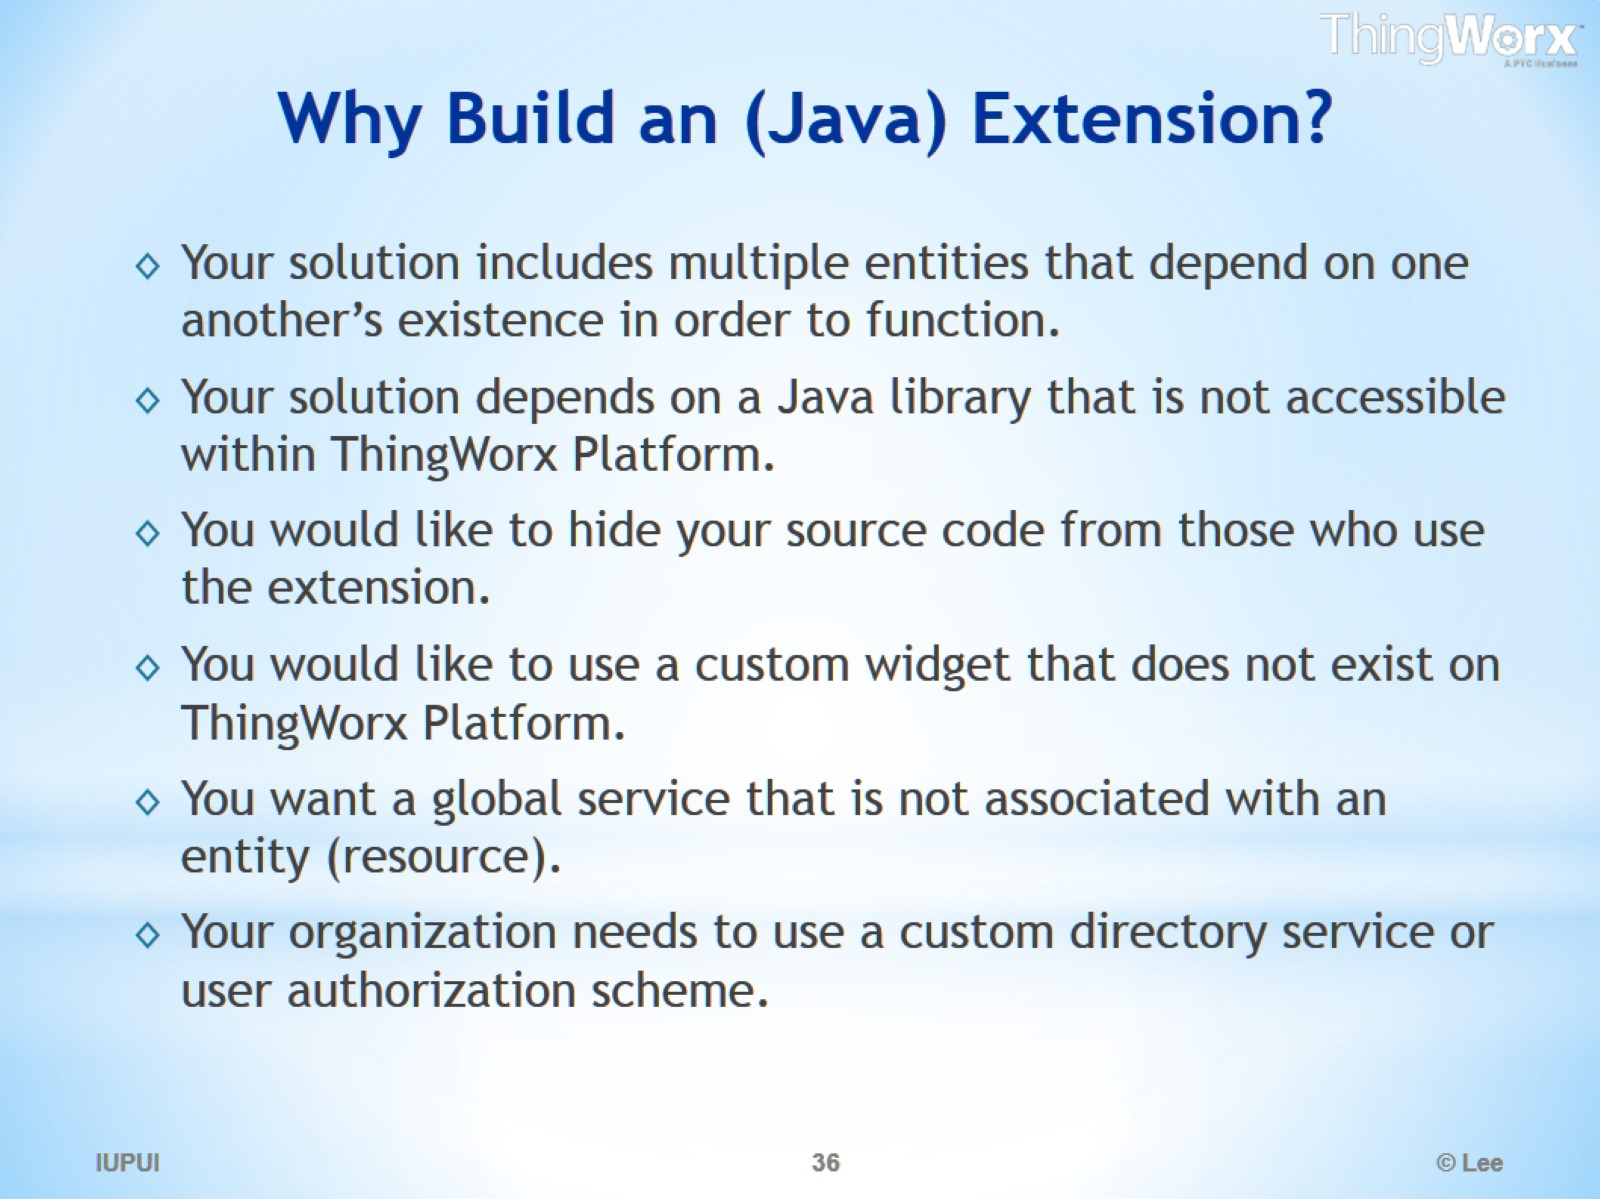 ThingWorx
A PTC Business
Why Build an (Java) Extension?
◇ Your solution includes multiple entities that depend on one
another’s existence in order to function.
◇ Your solution depends on a Java library that is not accessible
within ThingWorx Platform.
◇ You would like to hide your source code from those who use
the extension.
◇ You would like to use a custom widget that does not exist on
ThingWorx Platform.
◇ You want a global service that is not associated with an
entity (resource).
◇ Your organization needs to use a custom directory service or
user authorization scheme.
IUPUI
36
© Lee